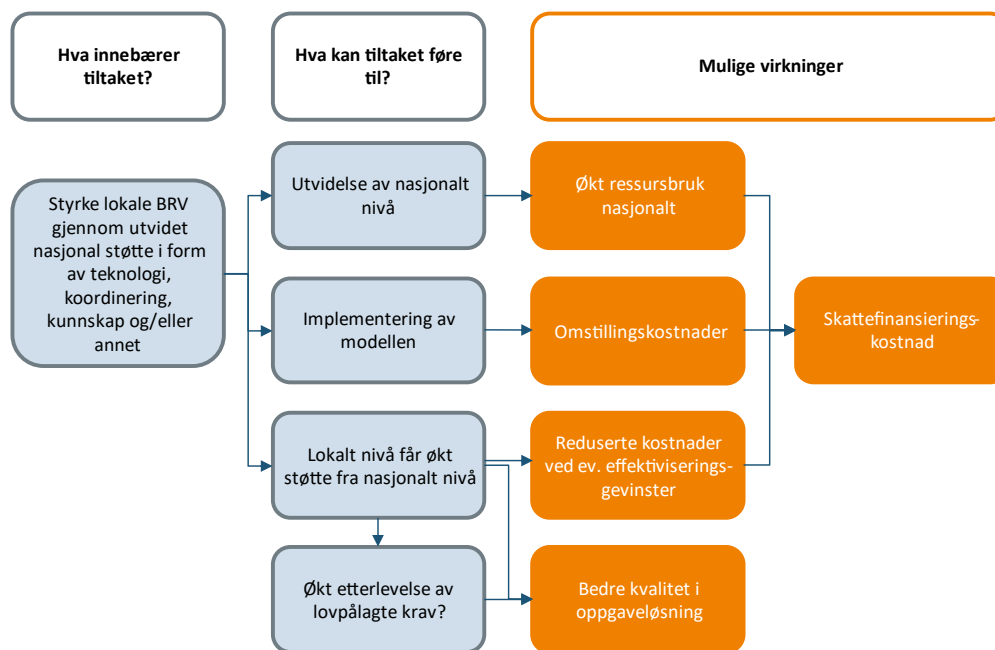 Hva innebærer
tiltaket?
Hva kan tiltaket føre
til?
Mulige virkninger
Styrke lokale BRV
gjennom utvidet
nasjonal støtte i form
av teknologi,
koordinering,
kunnskap og/eller
annet
Utvidelse av nasjonalt
nivå
Økt ressursbruk
nasjonalt
Implementering av
modellen
Omstillingskostnader
Skattefinansierings-
kostnad
Lokalt nivå får økt
støtte fra nasjonalt nivå
Reduserte kostnader
ved ev. effektiviserings-
gevinster
Økt etterlevelse av
lovpålagte krav?
Bedre kvalitet i
oppgaveløsning